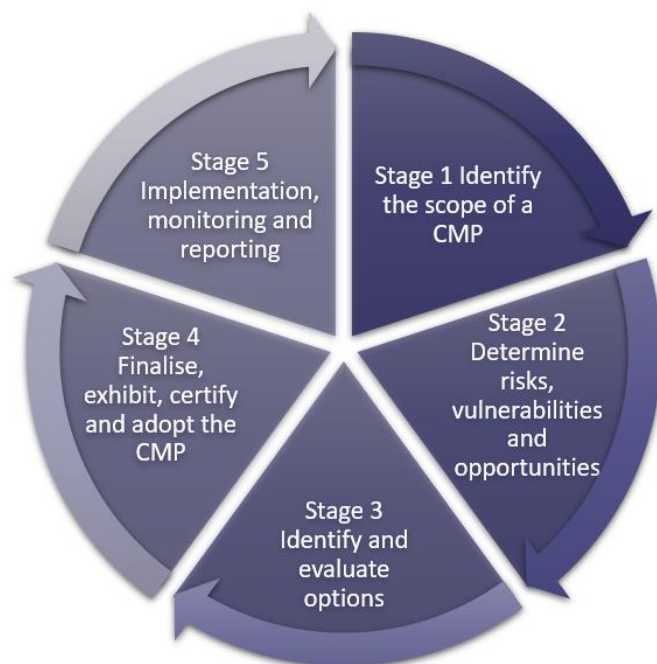 Stage 1 Identify
the scope of a
CMP
Stage 2
Determine
risks,
vulnerabilities
and
opportunities
Stage 3
Identify and
evaluate
options
Stage 4
Finalise,
exhibit, certify
and adopt the
CMP
Stage 5
Implementation,
monitoring and
reporting